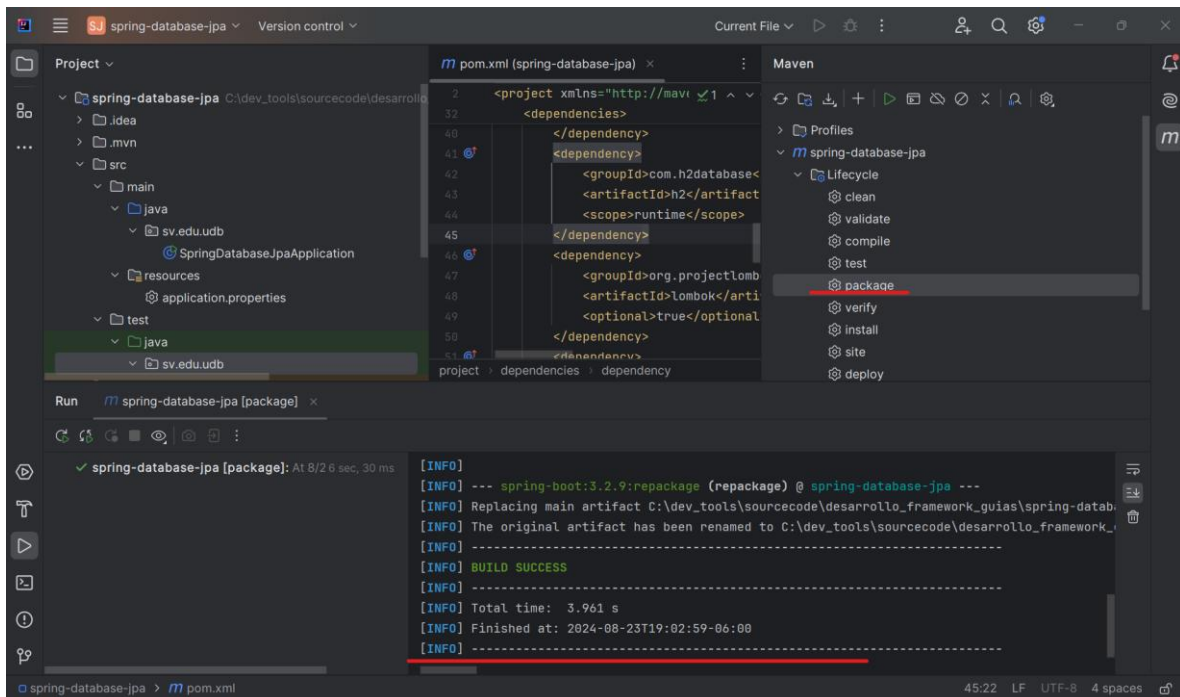 SJ spring-database-jpa Version control Current File
Project
spring-database-jpa C:\dev_tools\sourcecode\desarrollo
.idea
.mvn
src
main
java
sv.edu.udb
SpringDatabaseJpaApplication
resources
application.properties
test
java
sv.edu.udb
m pom.xml (spring-database-jpa)
1
2 <project xmlns="http://mave
32 <dependencies>
40 </dependency>
41 <dependency>
42 <groupId>com.h2database<
43 <artifactId>h2</artifact
44 <scope>runtime</scope>
45 </dependency>
46 <dependency>
47 <groupId>org.projectlomb
48 <artifactId>lombok</arti
49 <optional>true</optional
50 </dependency>
51 <dependency>
project > dependencies > dependency
Maven
Profiles
m spring-database-jpa
Lifecycle
clean
validate
compile
test
package
verify
install
site
deploy
m
Run m spring-database-jpa [package]
spring-database-jpa [package]: At 8/2 6 sec, 30 ms
[INFO]
[INFO] --- spring-boot:3.2.9:repackage (repackage) @ spring-database-jpa ---
[INFO] Replacing main artifact C:\dev_tools\sourcecode\desarrollo_framework_guias\spring-databa
[INFO] The original artifact has been renamed to C:\dev_tools\sourcecode\desarrollo_framework_
[INFO] ------------------------------------------------------------------------
[INFO] BUILD SUCCESS
[INFO] ------------------------------------------------------------------------
[INFO] Total time: 3.961 s
[INFO] Finished at: 2024-08-23T19:02:59-06:00
[INFO] ------------------------------------------------------------------------
spring-database-jpa > m pom.xml 45:22 LF UTF-8 4 spaces